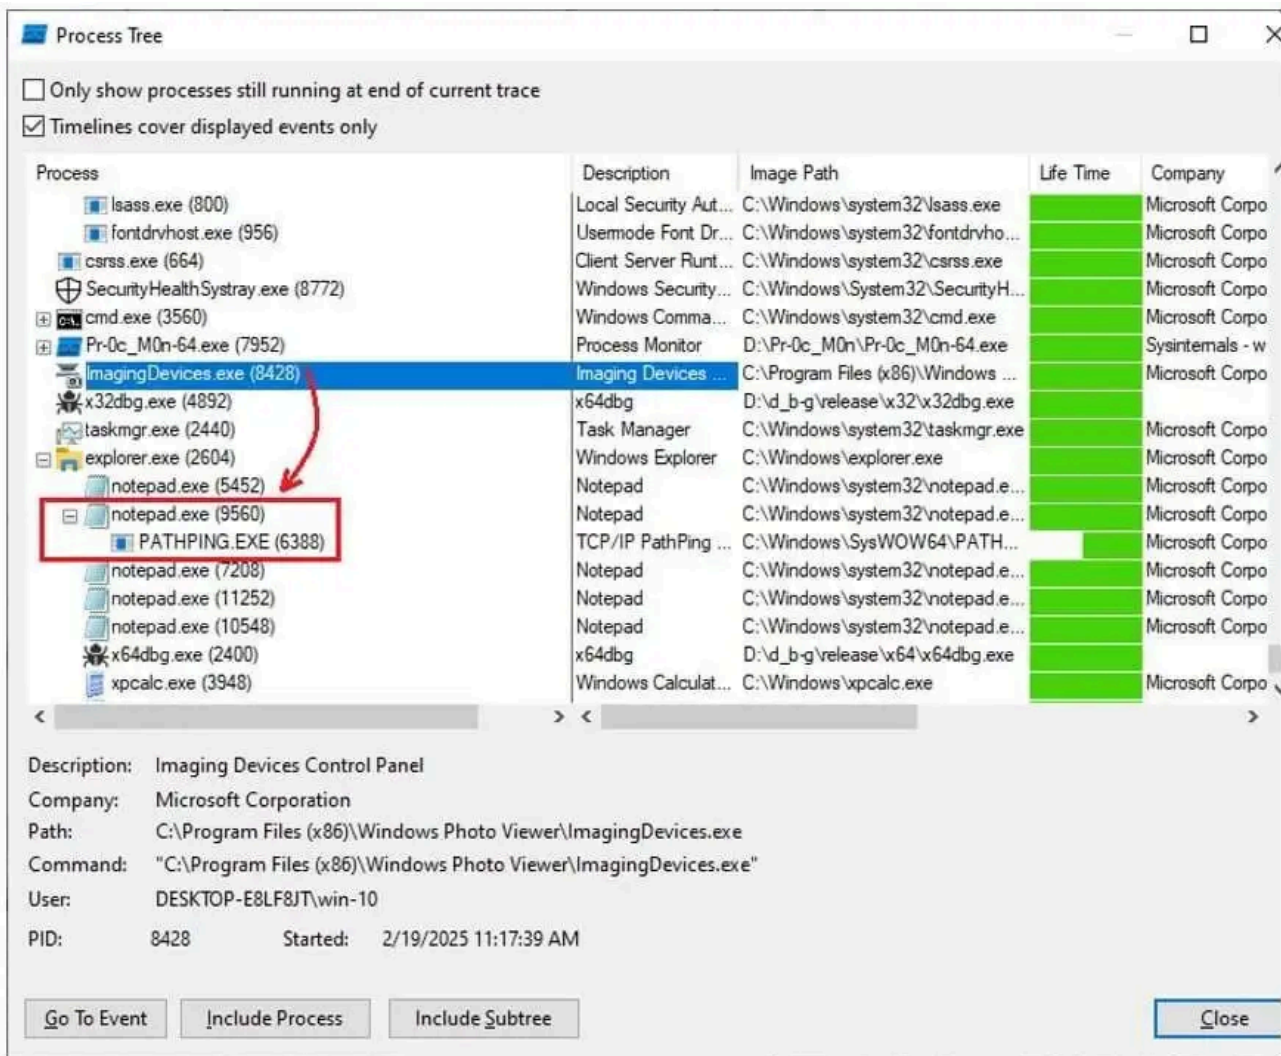 Process Tree
Only show processes still running at end of current trace
Timelines cover displayed events only
Process Description Image Path Life Time Company
lsass.exe (800) Local Security Aut... C:\Windows\system32\lsass.exe Microsoft Corpo
fontdrvhost.exe (956) Usermode Font Dr... C:\Windows\system32\fontdrvho... Microsoft Corpo
csrss.exe (664) Client Server Runt... C:\Windows\system32\csrss.exe Microsoft Corpo
SecurityHealthSystray.exe (8772) Windows Security... C:\Windows\System32\SecurityH... Microsoft Corpo
cmd.exe (3560) Windows Comma... C:\Windows\system32\cmd.exe Microsoft Corpo
Pr-0c_M0n-64.exe (7952) Process Monitor D:\Pr-0c_M0n\Pr-0c_M0n-64.exe Sysinternals - w
ImagingDevices.exe (8428) Imaging Devices ... C:\Program Files (x86)\Windows ... Microsoft Corpo
x32dbg.exe (4892) x64dbg D:\d_b-g\release\x32\x32dbg.exe
taskmgr.exe (2440) Task Manager C:\Windows\system32\taskmgr.exe Microsoft Corpo
explorer.exe (2604) Windows Explorer C:\Windows\explorer.exe Microsoft Corpo
notepad.exe (5452) Notepad C:\Windows\system32\notepad.e... Microsoft Corpo
notepad.exe (9560) Notepad C:\Windows\system32\notepad.e... Microsoft Corpo
PATHPING.EXE (6388) TCP/IP PathPing ... C:\Windows\SysWOW64\PATH... Microsoft Corpo
notepad.exe (7208) Notepad C:\Windows\system32\notepad.e... Microsoft Corpo
notepad.exe (11252) Notepad C:\Windows\system32\notepad.e... Microsoft Corpo
notepad.exe (10548) Notepad C:\Windows\system32\notepad.e... Microsoft Corpo
x64dbg.exe (2400) x64dbg D:\d_b-g\release\x64\x64dbg.exe
xpcalc.exe (3948) Windows Calculat... C:\Windows\xpcalc.exe Microsoft Corpo
Description: Imaging Devices Control Panel
Company: Microsoft Corporation
Path: C:\Program Files (x86)\Windows Photo Viewer\ImagingDevices.exe
Command: "C:\Program Files (x86)\Windows Photo Viewer\ImagingDevices.exe"
User: DESKTOP-E8LF8JT\win-10
PID: 8428 Started: 2/19/2025 11:17:39 AM
Go To Event Include Process Include Subtree Close